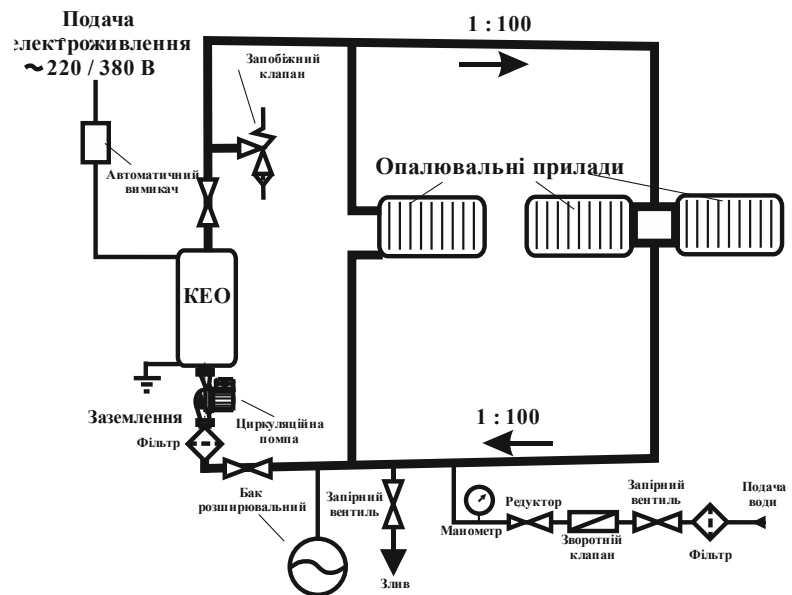 Подача
електроживлення
~220 / 380 В
1 : 100
Запобіжний
клапан
Автоматичний
вимикач
Опалювальні прилади
КЕО
Заземлення
Циркуляційна
помпа
Фільтр
1 : 100
Бак
розширювальний
Запірний
вентиль
Злив
Манометр
Редуктор
Зворотній
клапан
Запірний
вентиль
Фільтр
Подача
води